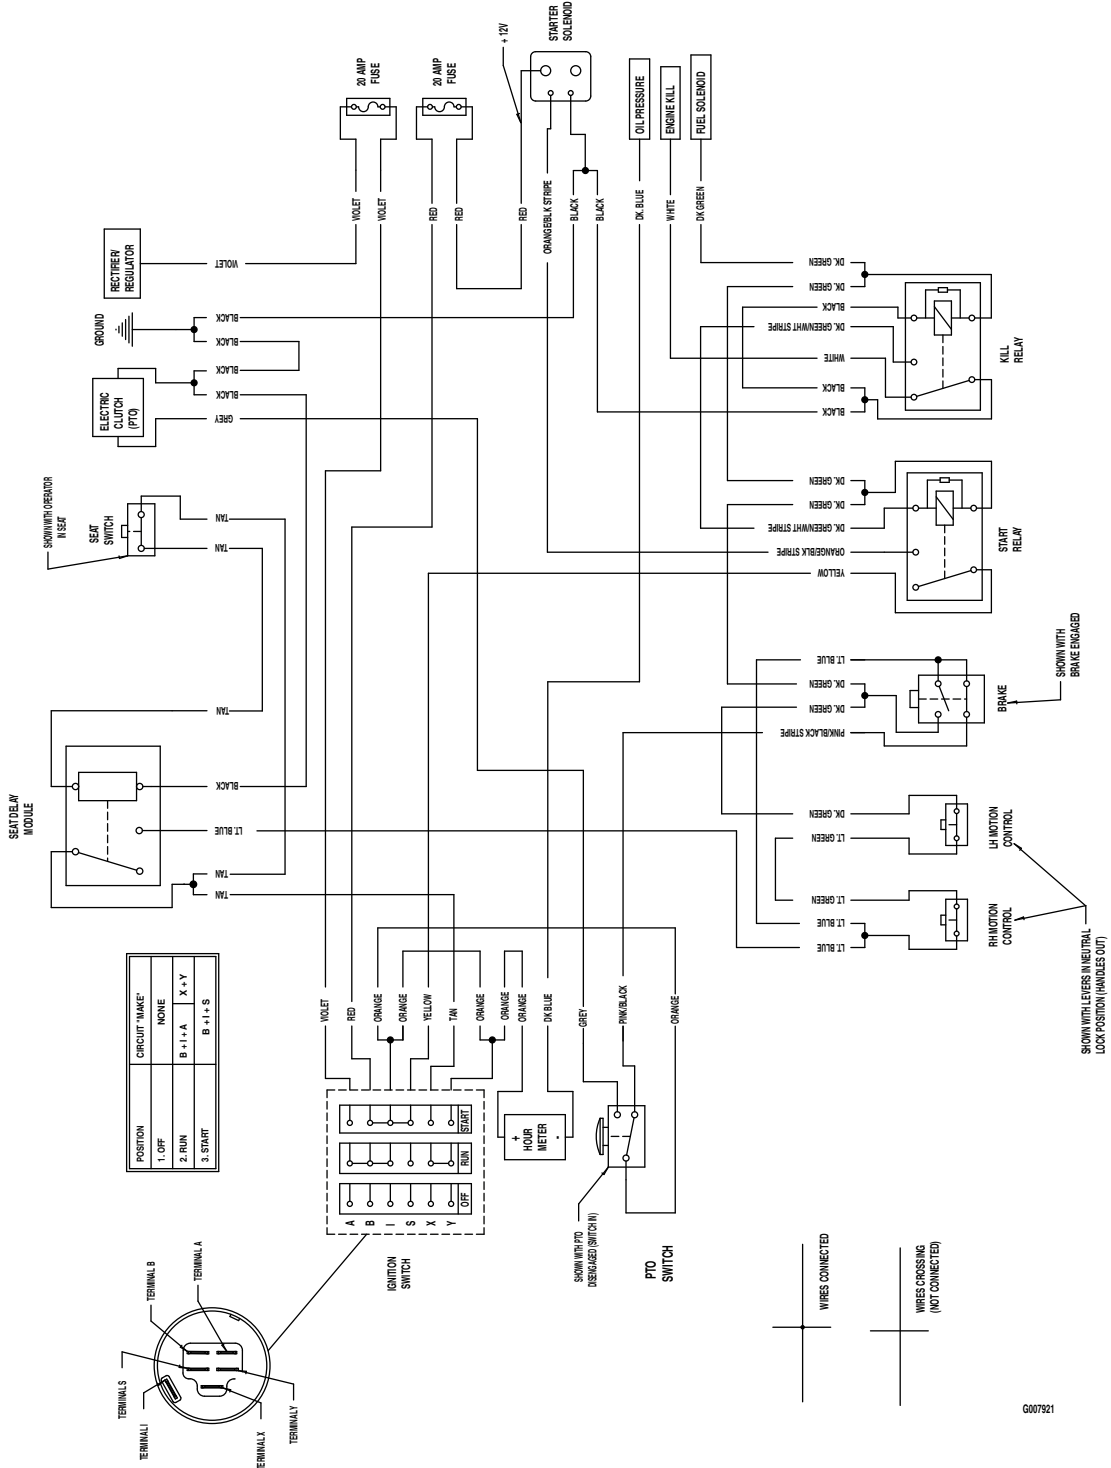 + 12V
STARTER
SOLENOID
20 AMP
FUSE
20 AMP
FUSE
OIL PRESSURE
ENGINE KILL
FUEL SOLENOID
VIOLET
VIOLET
RED
RED
RED
ORANGE/BLK STRIPE
BLACK
BLACK
DK. BLUE
WHITE
DK GREEN
RECTIFIER/
REGULATOR
VIOLET
GROUND
BLACK
BLACK
BLACK
BLACK
GREY
ELECTRIC
CLUTCH
(PTO)
DK. GREEN
DK. GREEN
BLACK
DK. GREEN/WHT STRIPE
WHITE
BLACK
BLACK
KILL
RELAY
SHOWN WITH OPERATOR
IN SEAT
SEAT
SWITCH
TAN
TAN
DK. GREEN
DK. GREEN
DK. GREEN/WHT STRIPE
ORANGE/BLK STRIPE
YELLOW
START
RELAY
LT. BLUE
DK. GREEN
DK. GREEN
PINK/BLACK STRIPE
BRAKE
SHOWN WITH
BRAKE ENGAGED
SEAT DELAY
MODULE
TAN
BLACK
LT. BLUE
TAN
TAN
DK. GREEN
LT. GREEN
LH MOTION
CONTROL
LT. GREEN
LT. BLUE
LT. BLUE
RH MOTION
CONTROL
SHOWN WITH LEVERS IN NEUTRAL
LOCK POSITION (HANDLES OUT)
POSITION CIRCUIT "MAKE"
1. OFF NONE
2. RUN B + I + A X + Y
3. START B + I + S
VIOLET
RED
ORANGE
ORANGE
YELLOW
TAN
ORANGE
ORANGE
ORANGE
DK BLUE
GREY
PINK/BLACK
ORANGE
START
RUN
OFF
A
B
I
S
X
Y
IGNITION
SWITCH
+
HOUR
METER
-
SHOWN WITH PTO
DISENGAGED (SWITCH IN)
PTO
SWITCH
TERMINAL B
TERMINAL A
TERMINAL S
TERMINAL I
TERMINAL X
TERMINAL Y
WIRES CONNECTED
WIRES CROSSING
(NOT CONNECTED)
G007921